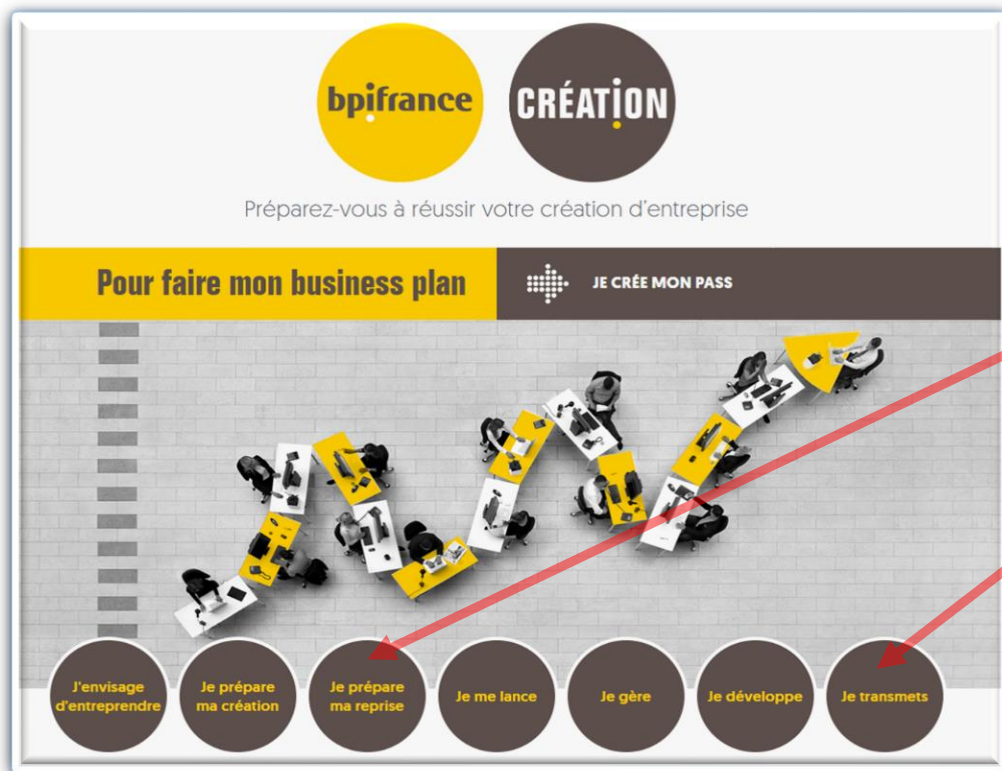 bpifrance
CRÉATION
Préparez-vous à réussir votre création d'entreprise
Pour faire mon business plan
JE CRÉE MON PASS
J'envisage
d'entreprendre
Je prépare
ma création
Je prépare
ma reprise
Je me lance
Je gère
Je développe
Je transmets